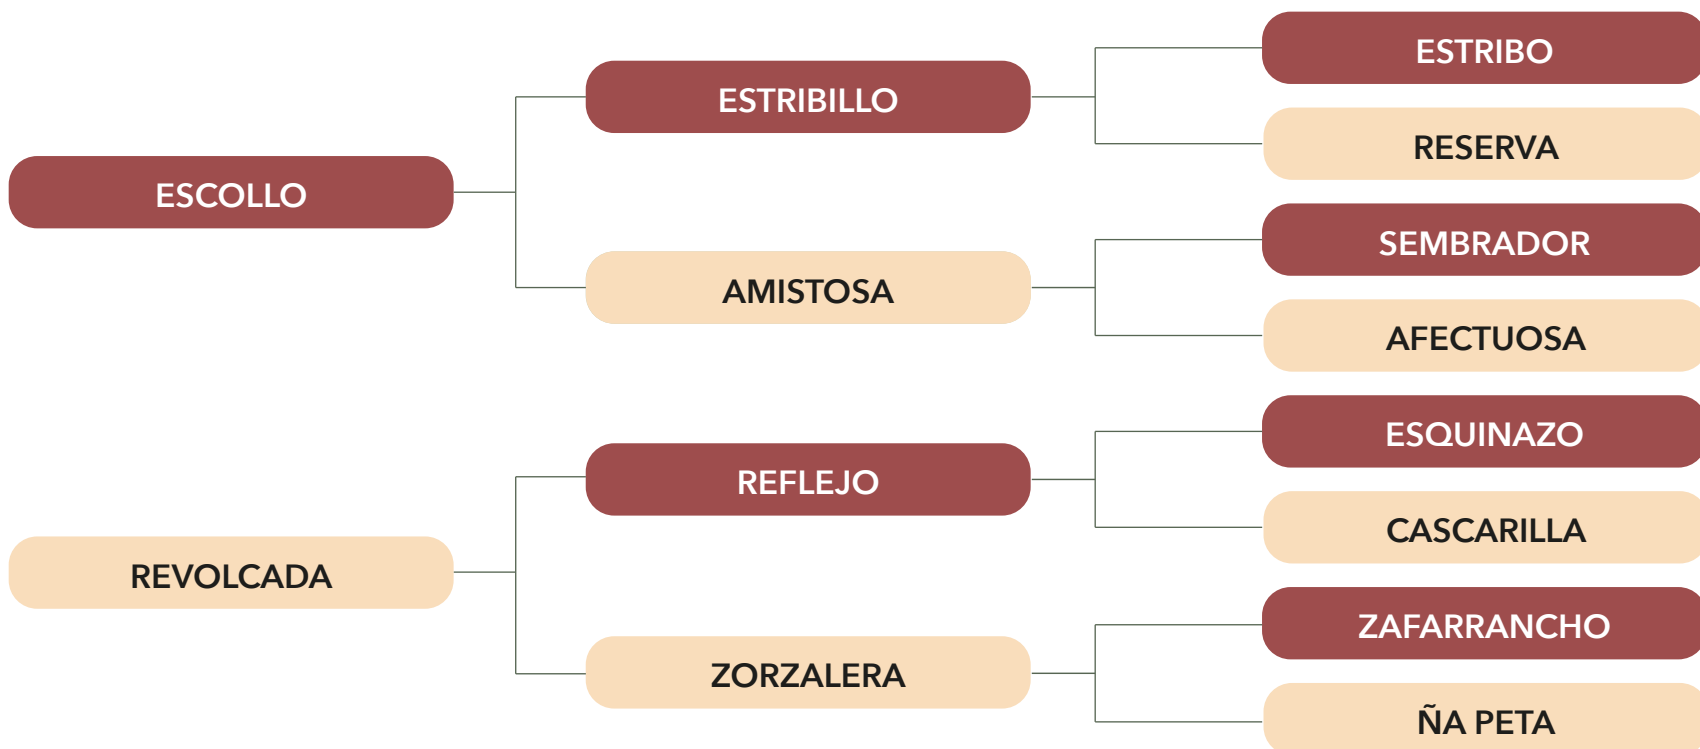 ESTRIBO
ESTRIBILLO
RESERVA
ESCOLLO
SEMBRADOR
AMISTOSA
AFECTUOSA
ESQUINAZO
REFLEJO
CASCARILLA
REVOLCADA
ZAFARRANCHO
ZORZALERA
ÑA PETA